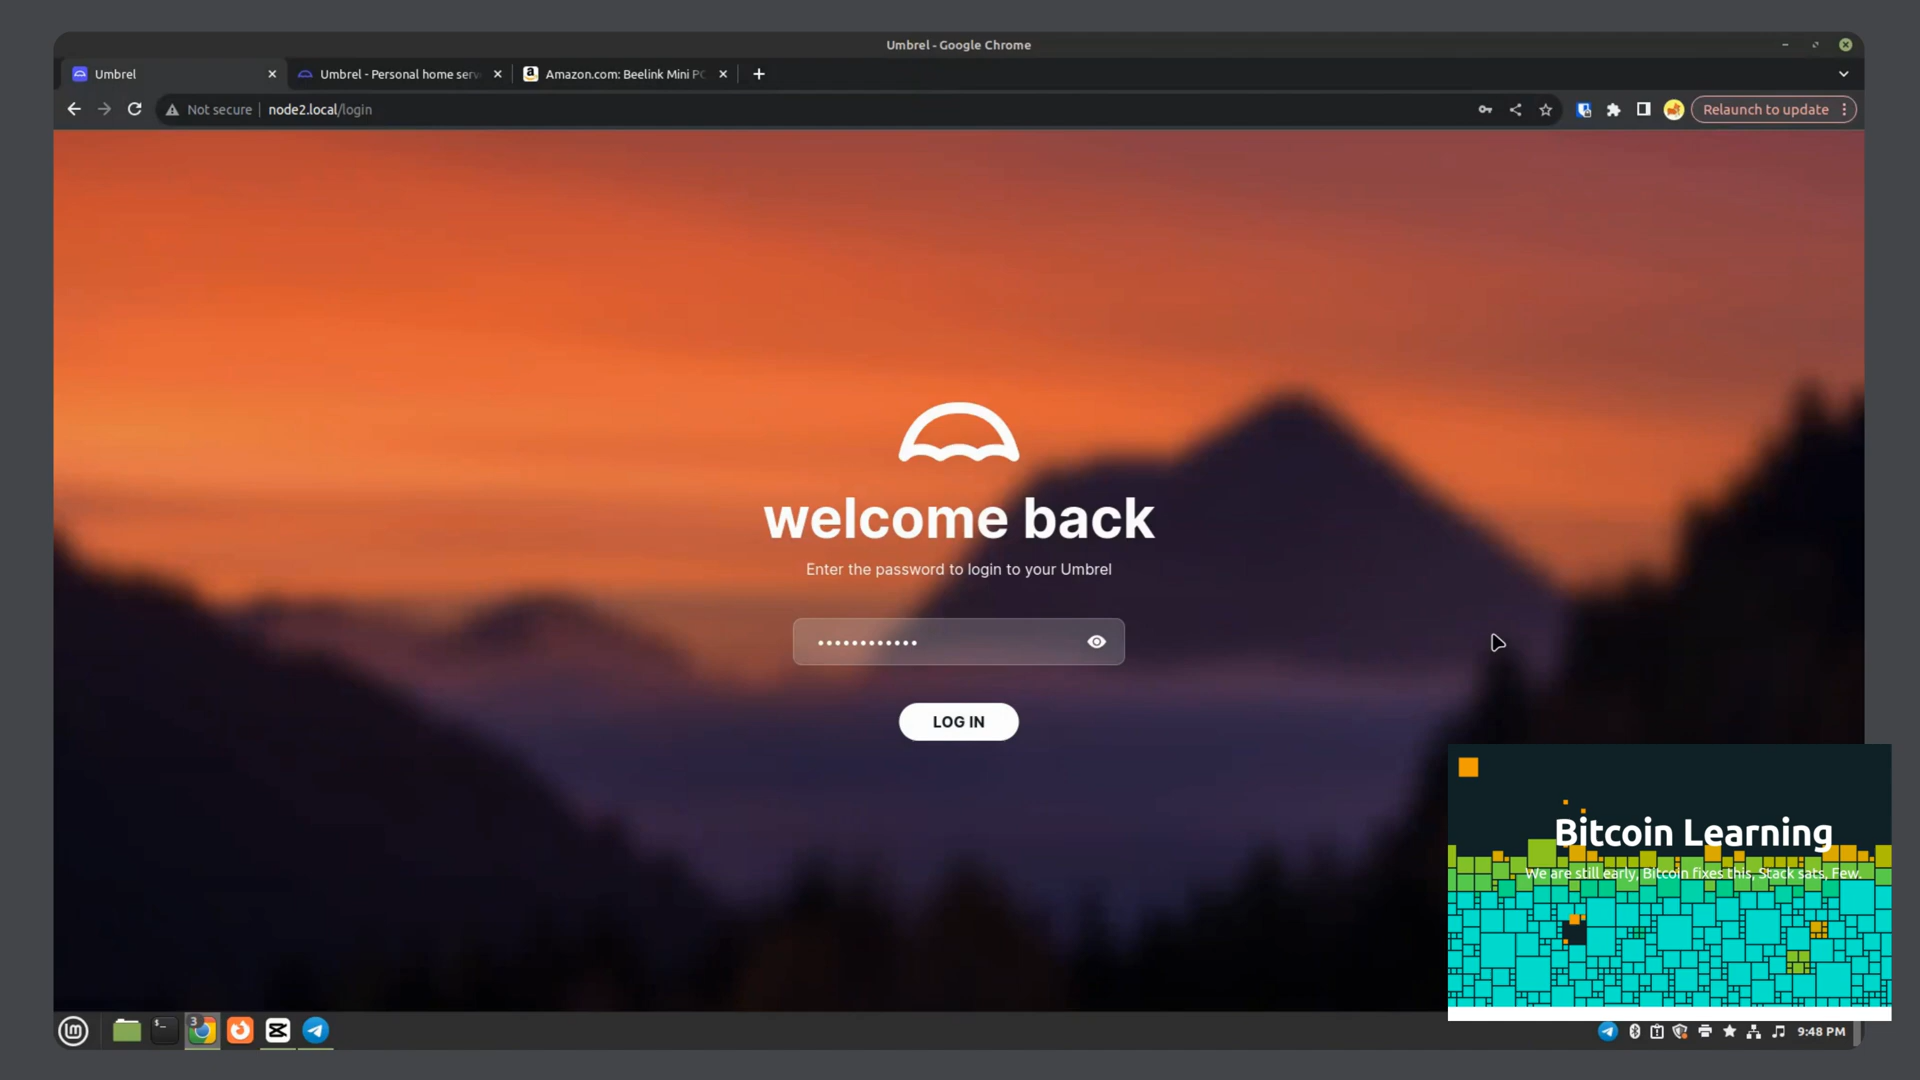 Umbrel - Google Chrome
Umbrel
Umbrel - Personal home serv
Amazon.com: Beelink Mini PC
Not secure
node2.local/login
Relaunch to update
welcome back
Enter the password to login to your Umbrel
LOG IN
Bitcoin Learning
We are still early, Bitcoin fixes this, Stack sats, Few.
3
9:48 PM